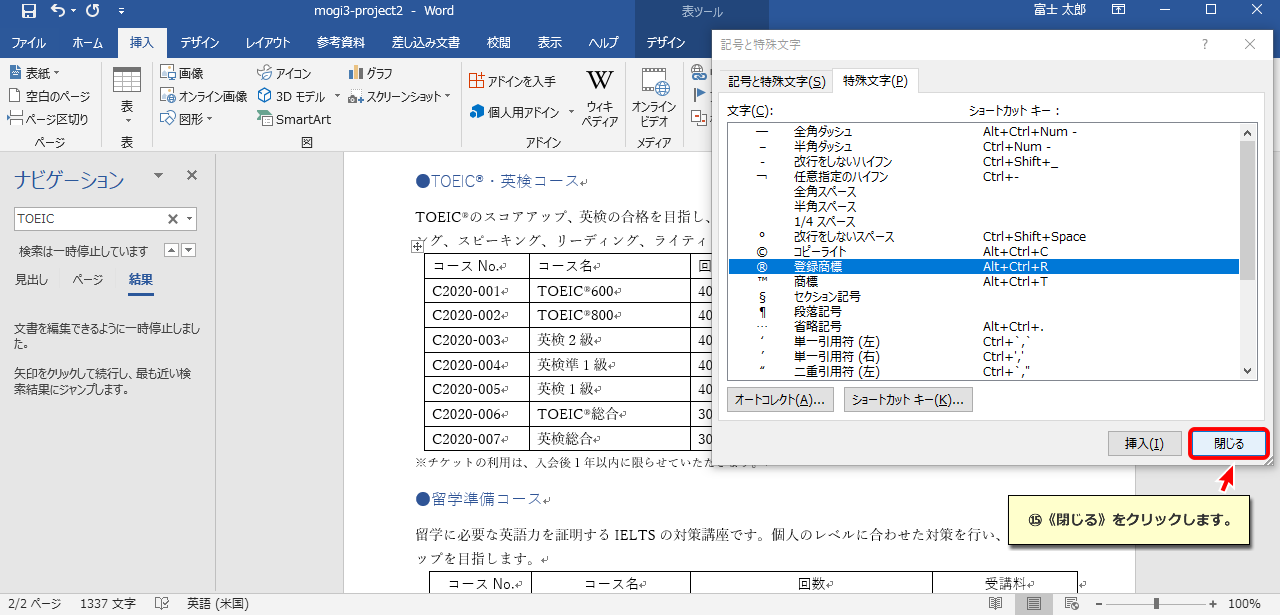 mogi3-project2 - Word
表ツール
富士 太郎
ファイル ホーム 挿入 デザイン レイアウト 参考資料 差し込み文書 校閲 表示 ヘルプ デザイン
表紙
空白のページ
ページ区切り
ページ
表
表
画像
オンライン画像
図形
アイコン
3D モデル
SmartArt
グラフ
スクリーンショット
図
アドインを入手
個人用アドイン
ウィキ
ペディア
アドイン
オンライン
ビデオ
メディア
ナビゲーション
TOEIC
検索は一時停止しています
見出し ページ 結果
文書を編集できるように一時停止しまし
た。
矢印をクリックして続行し、最も近い検
索結果にジャンプします。
●TOEIC®・英検コース
TOEIC®のスコアアップ、英検の合格を目指し、
ング、スピーキング、リーディング、ライティ
コース No. コース名 回
C2020-001 TOEIC®600 40
C2020-002 TOEIC®800 40
C2020-003 英検 2 級 40
C2020-004 英検準 1 級 40
C2020-005 英検 1 級 40
C2020-006 TOEIC®総合 30
C2020-007 英検総合 30
※チケットの利用は、入会後 1 年以内に限らせていただきます。
●留学準備コース
留学に必要な英語力を証明する IELTS の対策講座です。個人のレベルに合わせた対策を行い、
ップを目指します。
コース No. コース名 回数 受講料
記号と特殊文字
記号と特殊文字(S) 特殊文字(P)
文字(C): ショートカット キー：
— 全角ダッシュ Alt+Ctrl+Num -
– 半角ダッシュ Ctrl+Num -
- 改行をしないハイフン Ctrl+Shift+_
¬ 任意指定のハイフン Ctrl+-
全角スペース
半角スペース
1/4 スペース
° 改行をしないスペース Ctrl+Shift+Space
© コピーライト Alt+Ctrl+C
® 登録商標 Alt+Ctrl+R
™ 商標 Alt+Ctrl+T
§ セクション記号
¶ 段落記号
… 省略記号 Alt+Ctrl+.
‘ 単一引用符 (左) Ctrl+`,`
’ 単一引用符 (右) Ctrl+','
“ 二重引用符 (左) Ctrl+`,"
オートコレクト(A)... ショートカット キー(K)...
挿入(I) 閉じる
⑮《閉じる》をクリックします。
2/2 ページ 1337 文字 英語 (米国) 100%